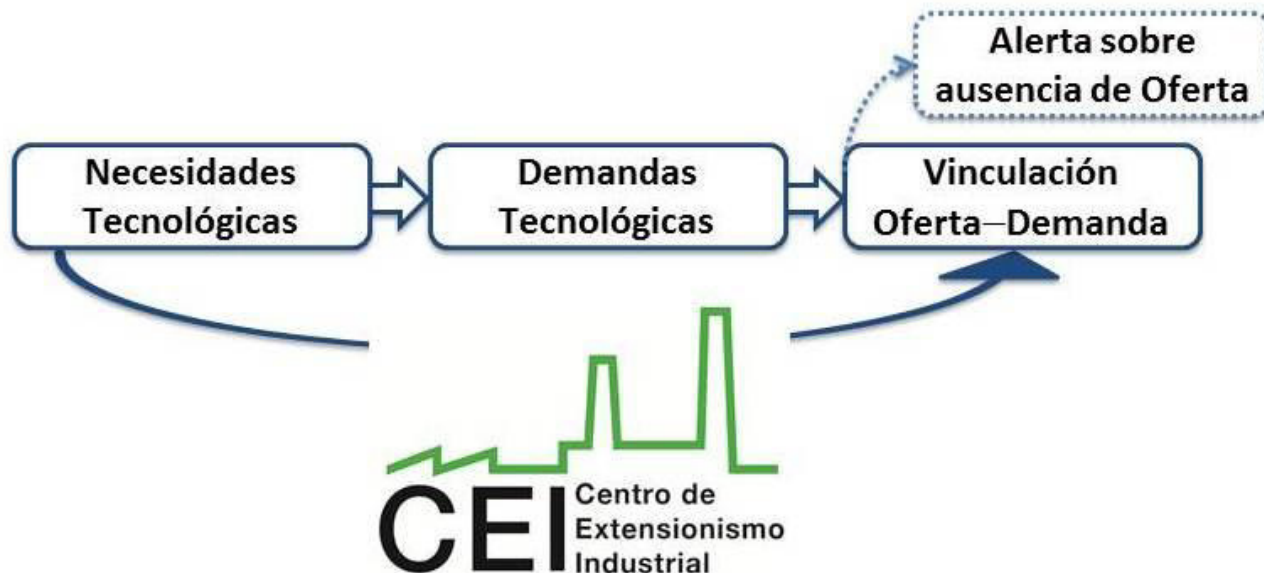 Alerta sobre
ausencia de Oferta
Necesidades
Tecnológicas
Demandas
Tecnológicas
Vinculación
Oferta–Demanda
CEI
Centro de
Extensionismo
Industrial